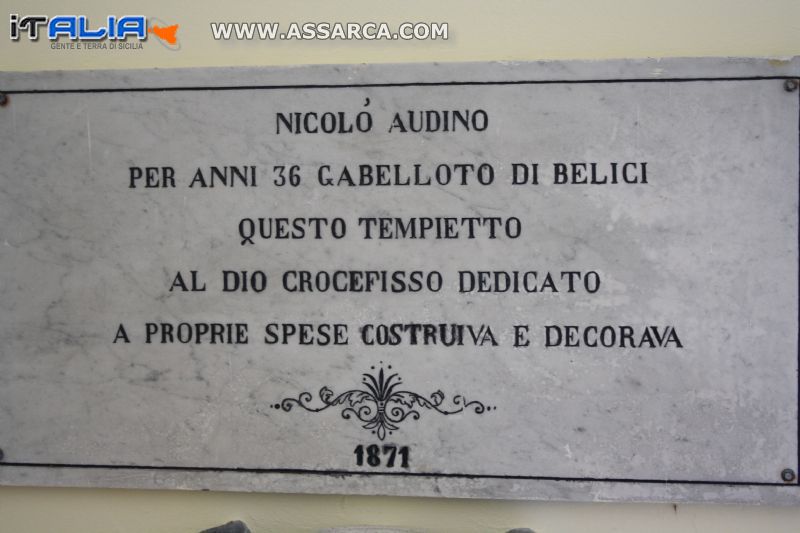 iTALIA
GENTE E TERRA DI SICILIA
WWW.ASSARCA.COM
NICOLÓ AUDINO
PER ANNI 36 GABELLOTO DI BELICI
QUESTO TEMPIETTO
AL DIO CROCEFISSO DEDICATO
A PROPRIE SPESE COSTRUIVA E DECORAVA
1871